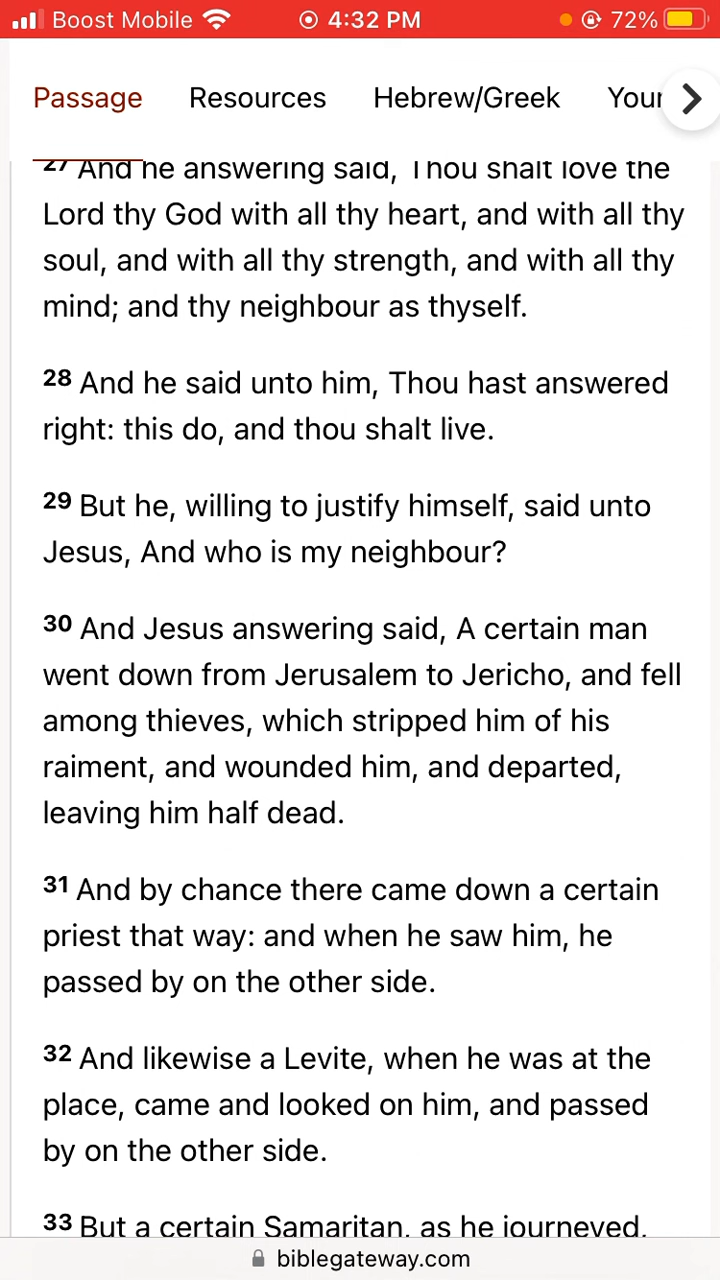 Boost Mobile 4:32 PM 72%
Passage Resources Hebrew/Greek Your
27 And he answering said, Thou shalt love the
Lord thy God with all thy heart, and with all thy
soul, and with all thy strength, and with all thy
mind; and thy neighbour as thyself.
28 And he said unto him, Thou hast answered
right: this do, and thou shalt live.
29 But he, willing to justify himself, said unto
Jesus, And who is my neighbour?
30 And Jesus answering said, A certain man
went down from Jerusalem to Jericho, and fell
among thieves, which stripped him of his
raiment, and wounded him, and departed,
leaving him half dead.
31 And by chance there came down a certain
priest that way: and when he saw him, he
passed by on the other side.
32 And likewise a Levite, when he was at the
place, came and looked on him, and passed
by on the other side.
33 But a certain Samaritan, as he journeyed,
biblegateway.com